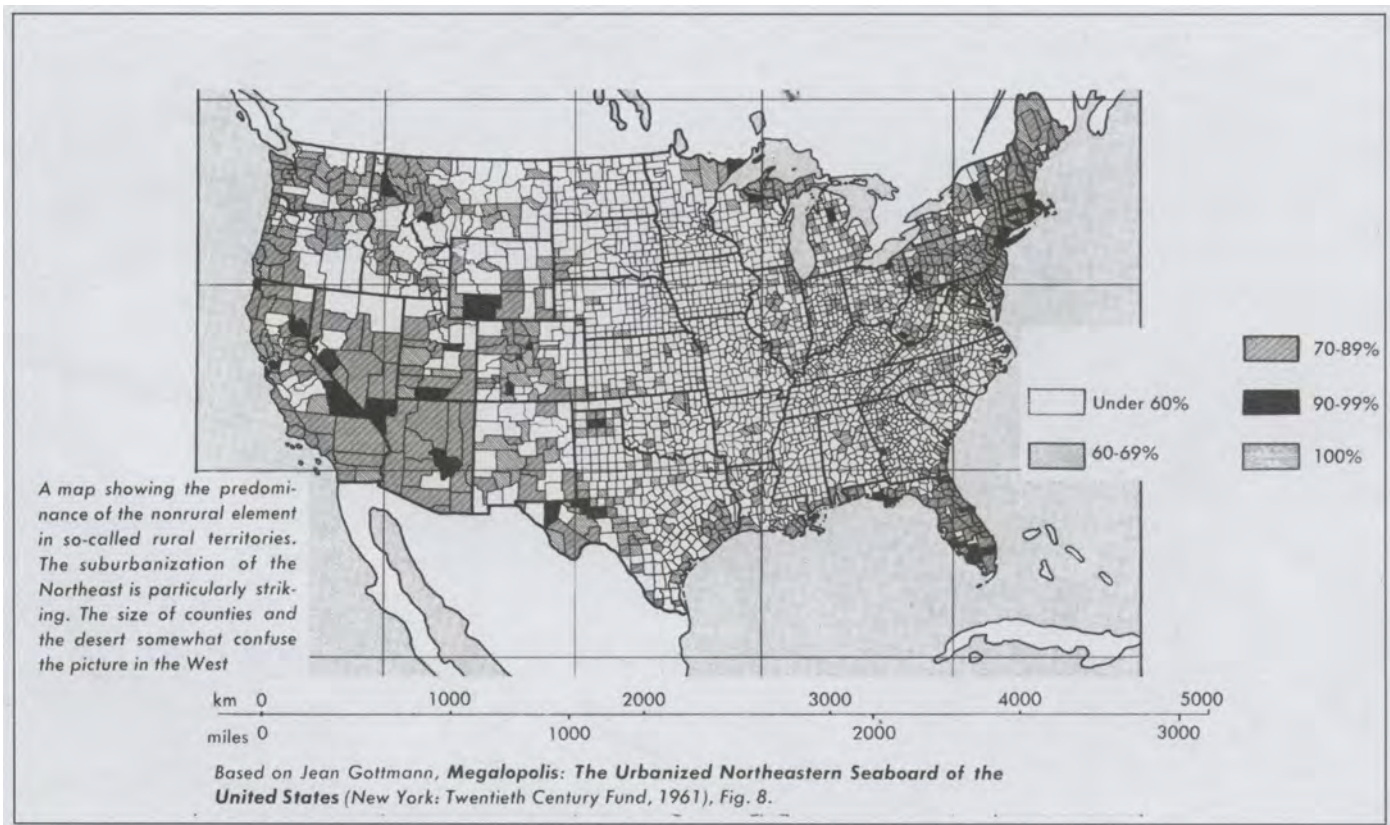 Under 60%
60-69%
70-89%
90-99%
100%
A map showing the predomi-
nance of the nonrural element
in so-called rural territories.
The suburbanization of the
Northeast is particularly strik-
ing. The size of counties and
the desert somewhat confuse
the picture in the West
km 0 1000 2000 3000 4000 5000
miles 0 1000 2000 3000
Based on Jean Gottmann, Megalopolis: The Urbanized Northeastern Seaboard of the
United States (New York: Twentieth Century Fund, 1961), Fig. 8.